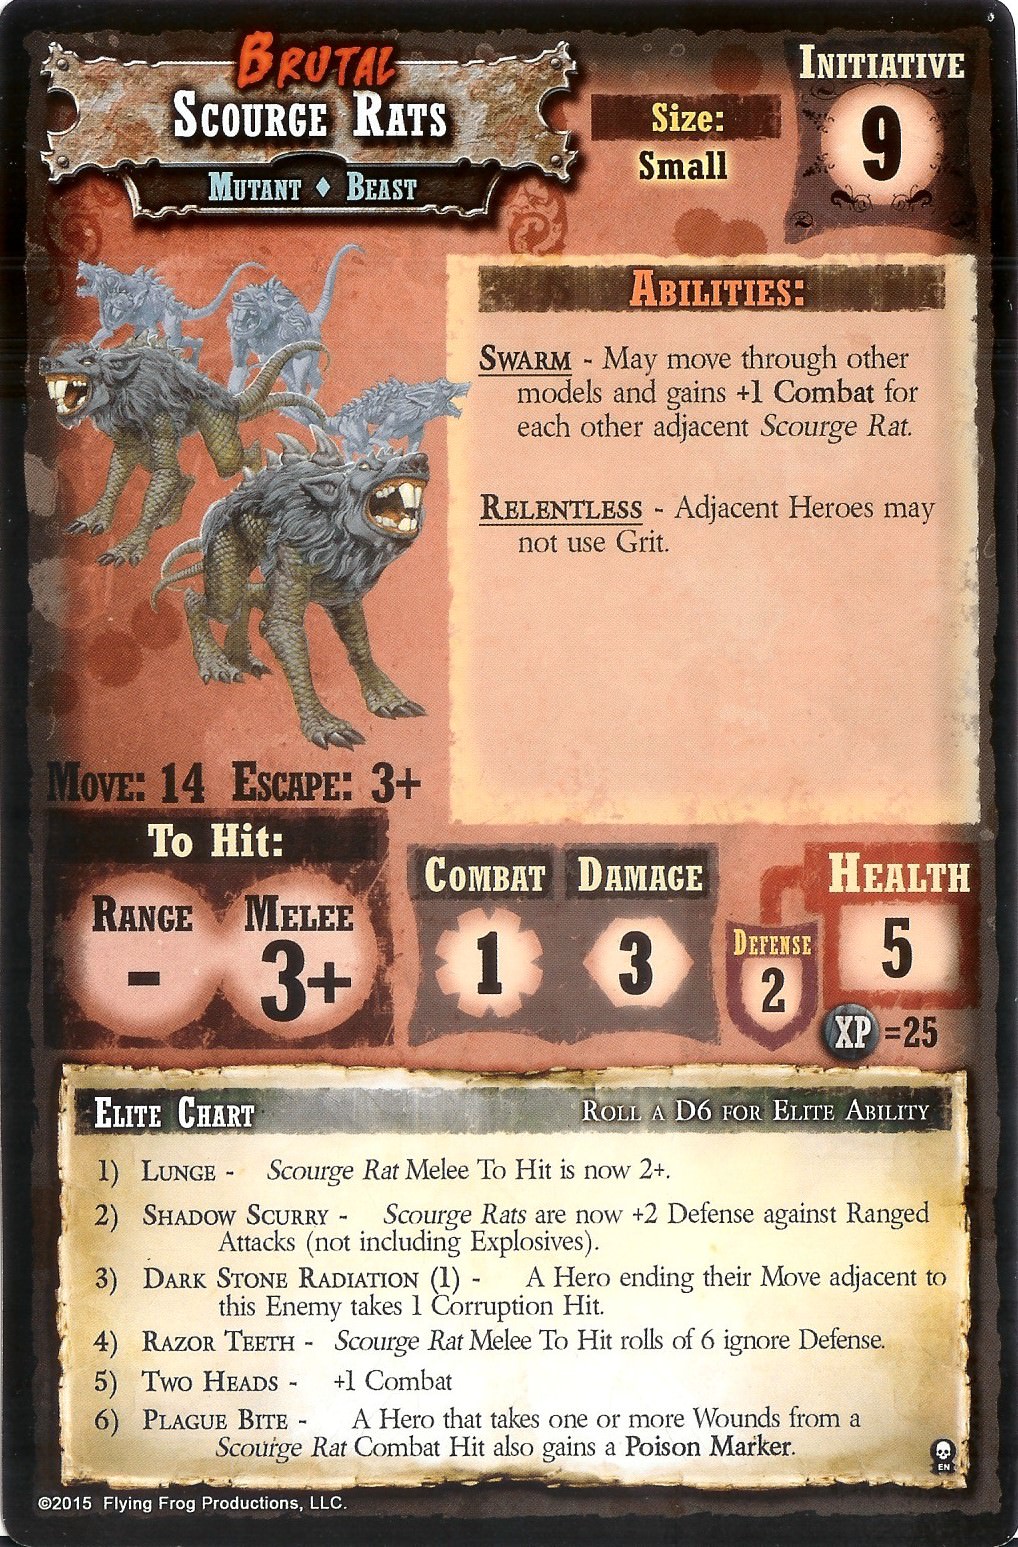 BRUTAL
SCOURGE RATS
MUTANT ♦ BEAST
Size:
Small
INITIATIVE
9
ABILITIES:
SWARM - May move through other
models and gains +1 Combat for
each other adjacent Scourge Rat.
RELENTLESS - Adjacent Heroes may
not use Grit.
MOVE: 14 ESCAPE: 3+
To Hit:
RANGE
-
MELEE
3+
COMBAT
1
DAMAGE
3
DEFENSE
2
HEALTH
5
XP =25
ELITE CHART
ROLL A D6 FOR ELITE ABILITY
1) LUNGE - Scourge Rat Melee To Hit is now 2+.
2) SHADOW SCURRY - Scourge Rats are now +2 Defense against Ranged
Attacks (not including Explosives).
3) DARK STONE RADIATION (1) - A Hero ending their Move adjacent to
this Enemy takes 1 Corruption Hit.
4) RAZOR TEETH - Scourge Rat Melee To Hit rolls of 6 ignore Defense.
5) TWO HEADS - +1 Combat
6) PLAGUE BITE - A Hero that takes one or more Wounds from a
Scourge Rat Combat Hit also gains a Poison Marker.
EN
©2015 Flying Frog Productions, LLC.